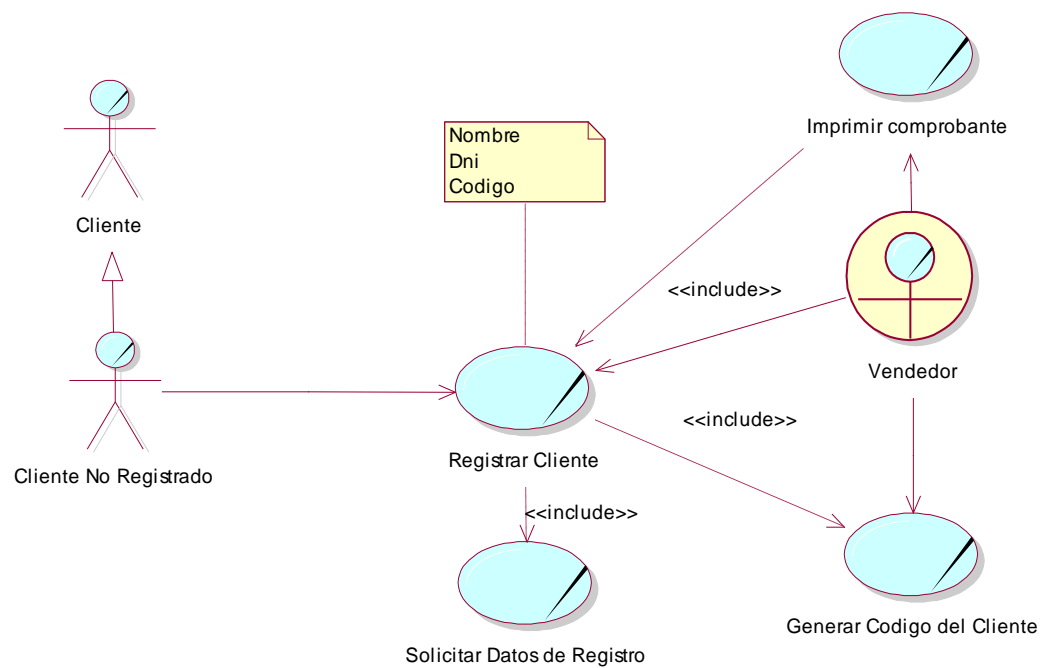 Imprimir comprobante
Nombre
Dni
Codigo
Cliente
<<include>>
Vendedor
<<include>>
Registrar Cliente
Cliente No Registrado
<<include>>
Generar Codigo del Cliente
Solicitar Datos de Registro